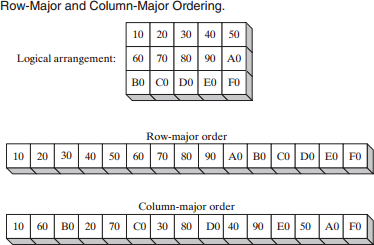 Row-Major and Column-Major Ordering.
10 20 30 40 50
Logical arrangement: 60 70 80 90 A0
B0 C0 D0 E0 F0
Row-major order
10 20 30 40 50 60 70 80 90 A0 B0 C0 D0 E0 F0
Column-major order
10 60 B0 20 70 C0 30 80 D0 40 90 E0 50 A0 F0